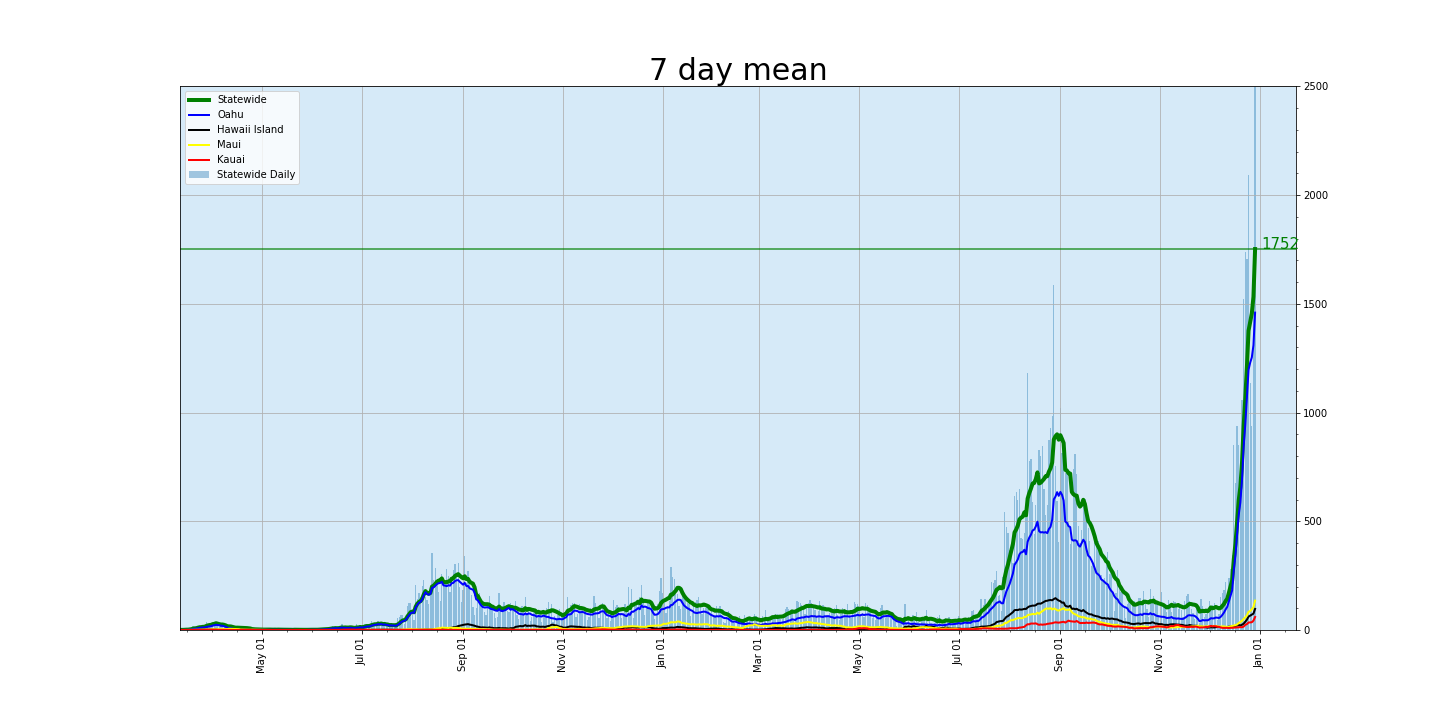 7 day mean
Statewide
Oahu
Hawaii Island
Maui
Kauai
Statewide Daily
2500
2000
1752
1500
1000
500
0
May 01
Jul 01
Sep 01
Nov 01
Jan 01
Mar 01
May 01
Jul 01
Sep 01
Nov 01
Jan 01